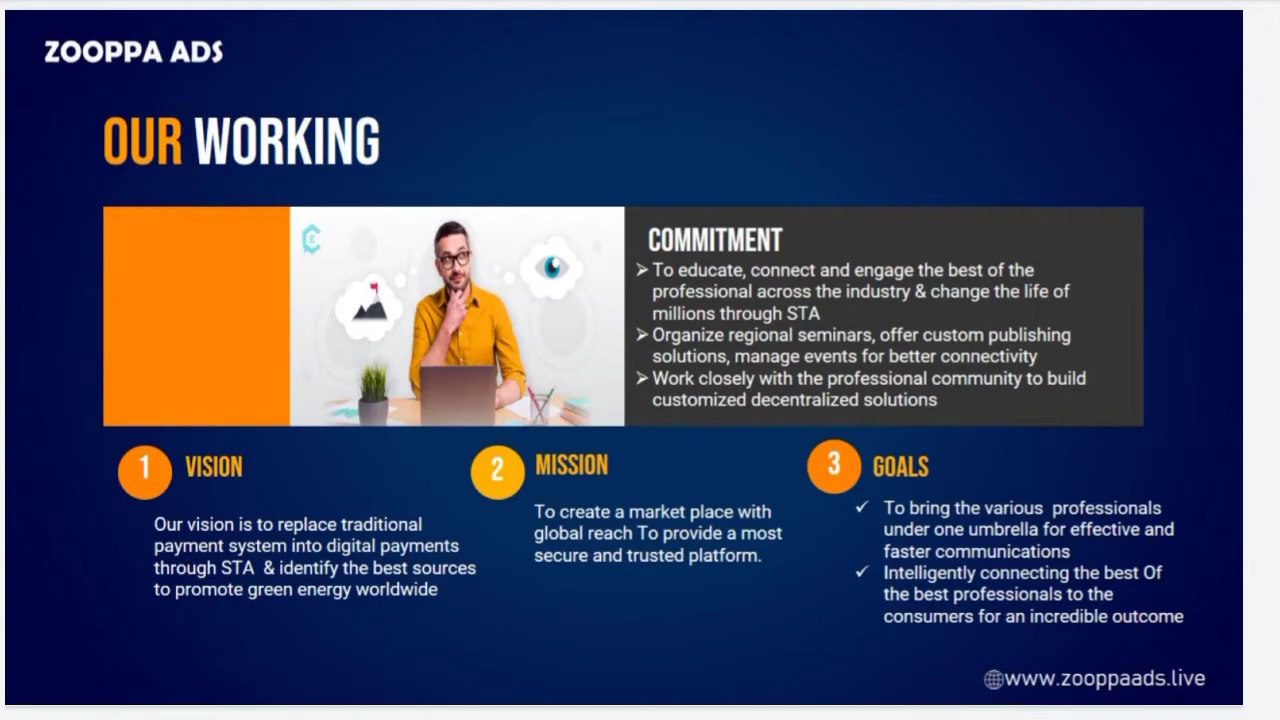 ZOOPPA ADS
OUR WORKING
COMMITMENT
➢ To educate, connect and engage the best of the
professional across the industry & change the life of
millions through STA
➢ Organize regional seminars, offer custom publishing
solutions, manage events for better connectivity
➢ Work closely with the professional community to build
customized decentralized solutions
1 VISION
Our vision is to replace traditional
payment system into digital payments
through STA & identify the best sources
to promote green energy worldwide
2 MISSION
To create a market place with
global reach To provide a most
secure and trusted platform.
3 GOALS
✓ To bring the various professionals
under one umbrella for effective and
faster communications
✓ Intelligently connecting the best Of
the best professionals to the
consumers for an incredible outcome
www.zooppaads.live